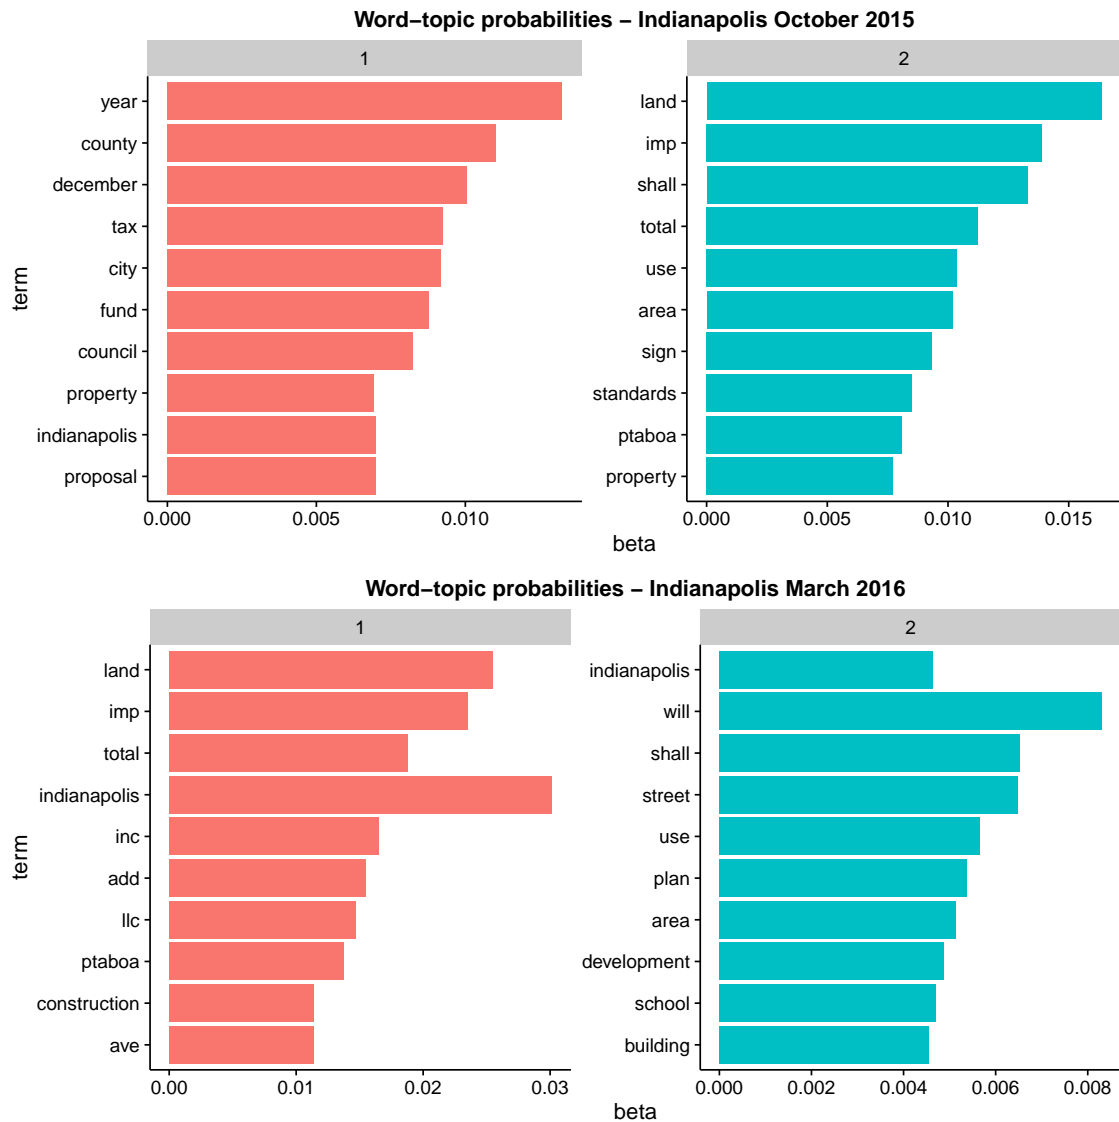 Word–topic probabilities – Indianapolis October 2015
1
2
term
year
county
december
tax
city
fund
council
property
indianapolis
proposal
0.000 0.005 0.010
land
imp
shall
total
use
area
sign
standards
ptaboa
property
0.000 0.005 0.010 0.015
beta
Word–topic probabilities – Indianapolis March 2016
1
2
term
land
imp
total
indianapolis
inc
add
llc
ptaboa
construction
ave
0.00 0.01 0.02 0.03
indianapolis
will
shall
street
use
plan
area
development
school
building
0.000 0.002 0.004 0.006 0.008
beta